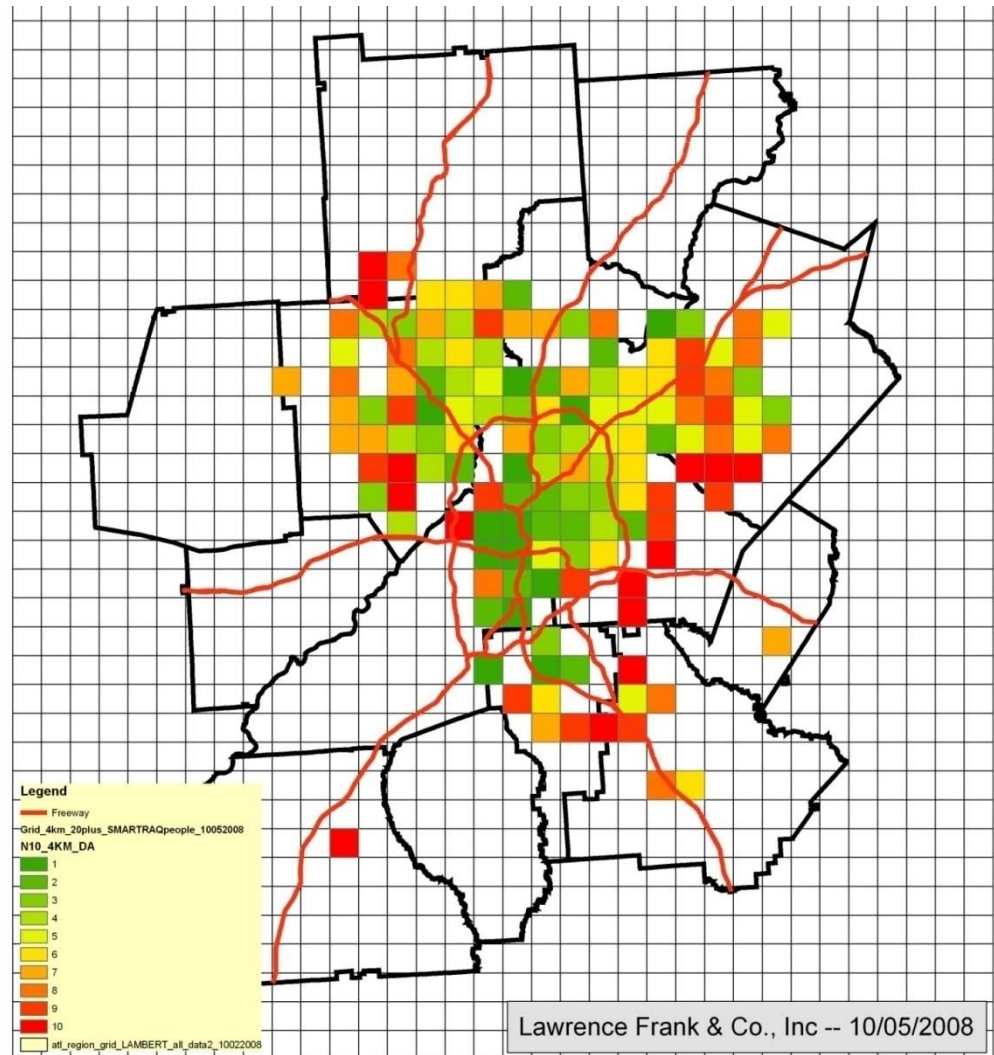 Legend
Freeway
Grid_4km_20plus_SMARTRAQpeople_10052008
N10_4KM_DA
1
2
3
4
5
6
7
8
9
10
atl_region_grid_LAMBERT_all_data2_10022008
Lawrence Frank & Co., Inc -- 10/05/2008